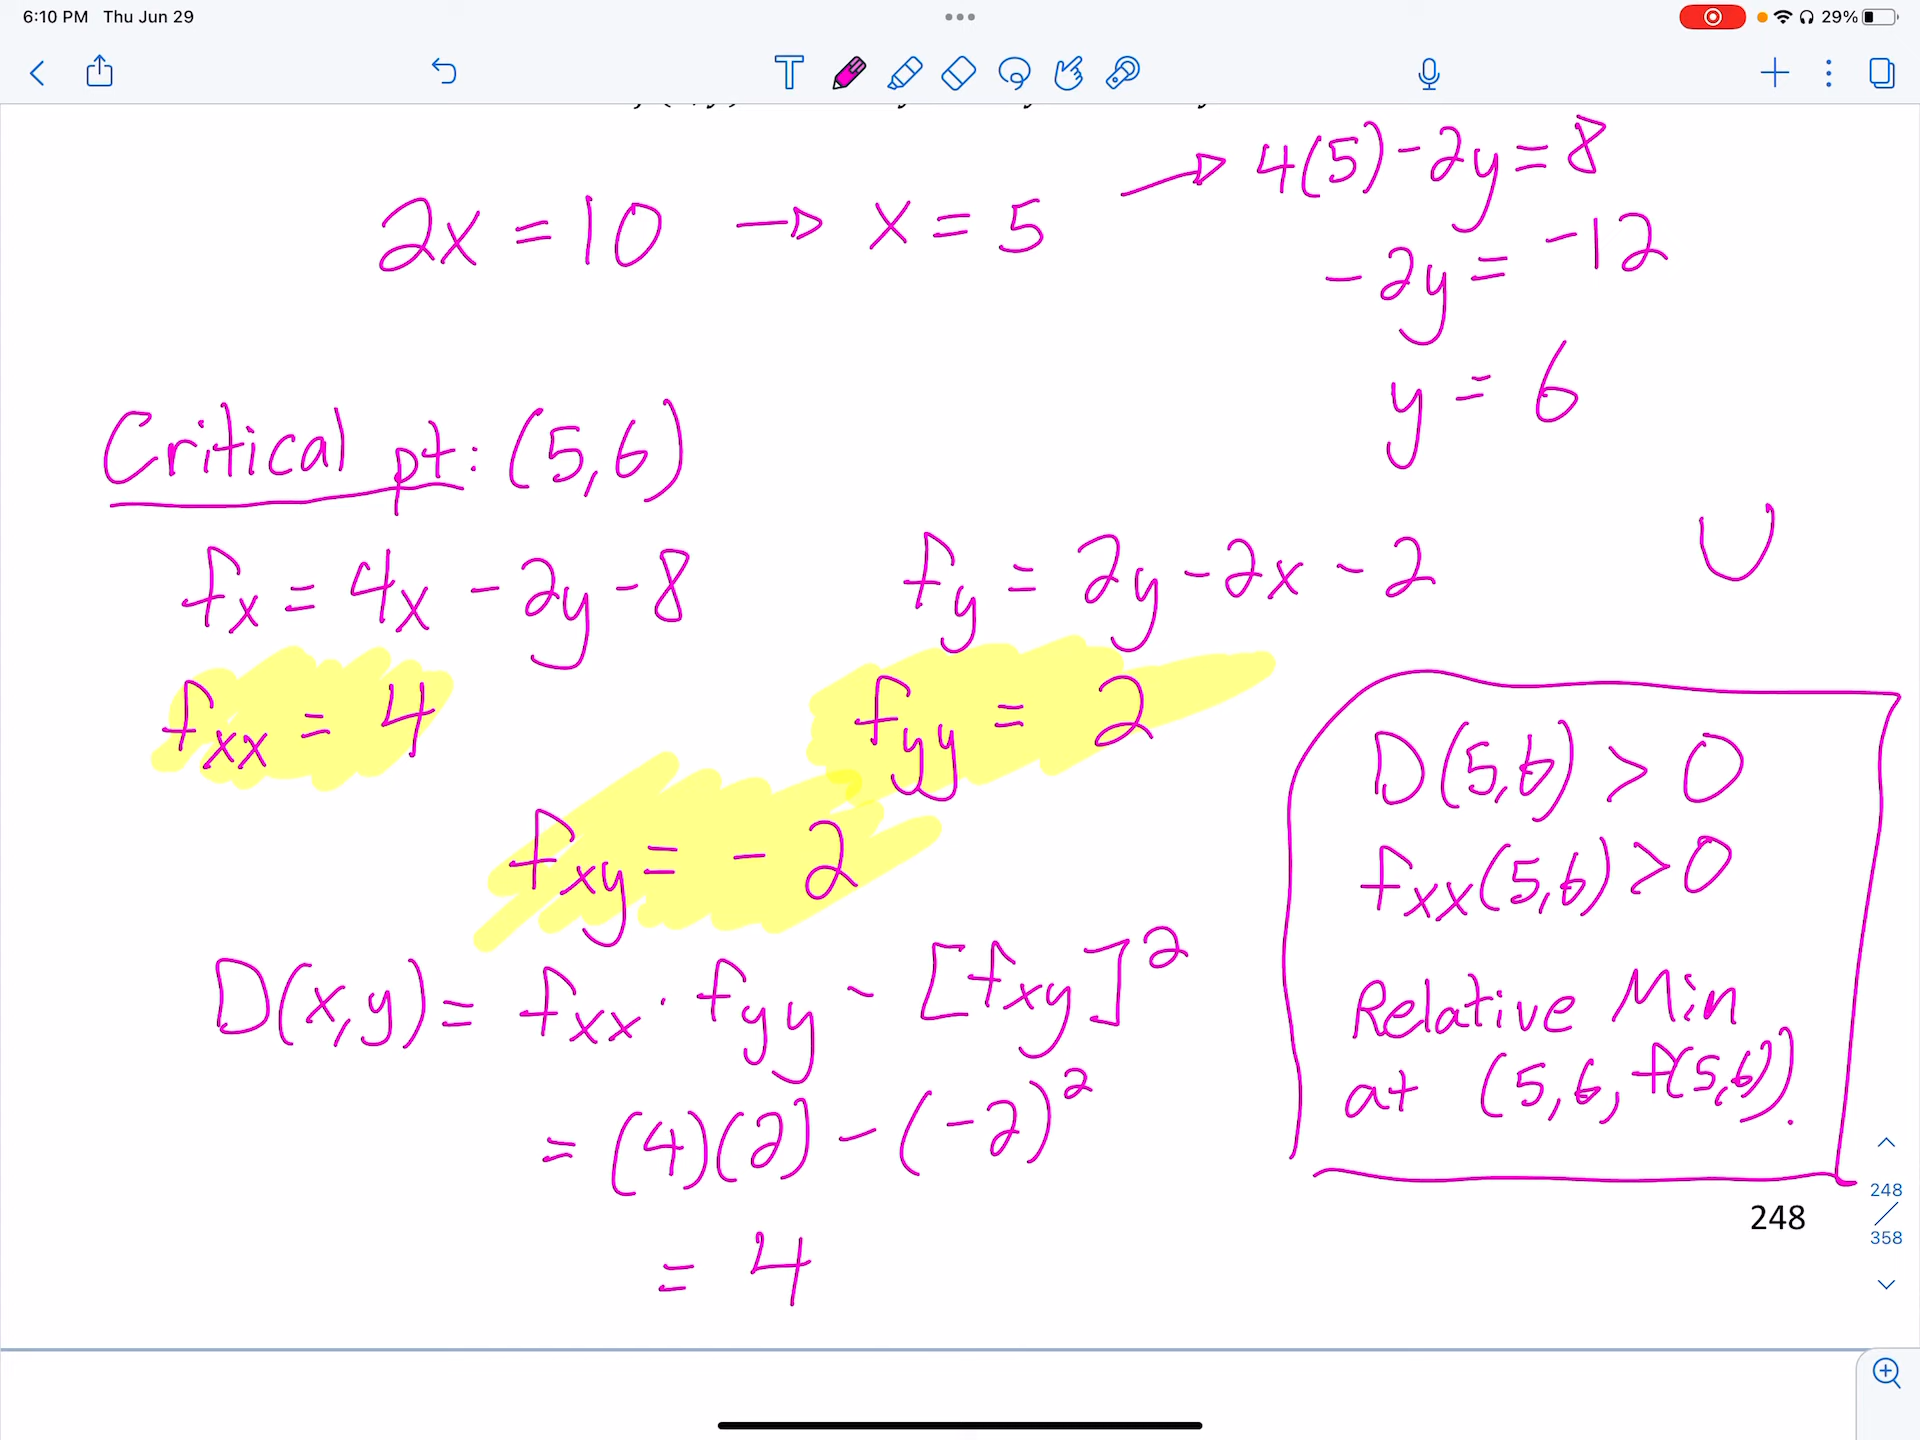 6:10 PM Thu Jun 29
29%
4(5)-2y=8
2x = 10 → x = 5
-2y = -12
y = 6
Critical pt: (5,6)
fx = 4x - 2y - 8
fy = 2y - 2x - 2
U
fxx = 4
fyy = 2
fxy = -2
D(x,y) = fxx · fyy - [fxy]²
= (4)(2) - (-2)²
= 4
D(5,6) > 0
fxx(5,6) > 0
Relative Min
at (5,6, f(5,6)).
248
/
358
248